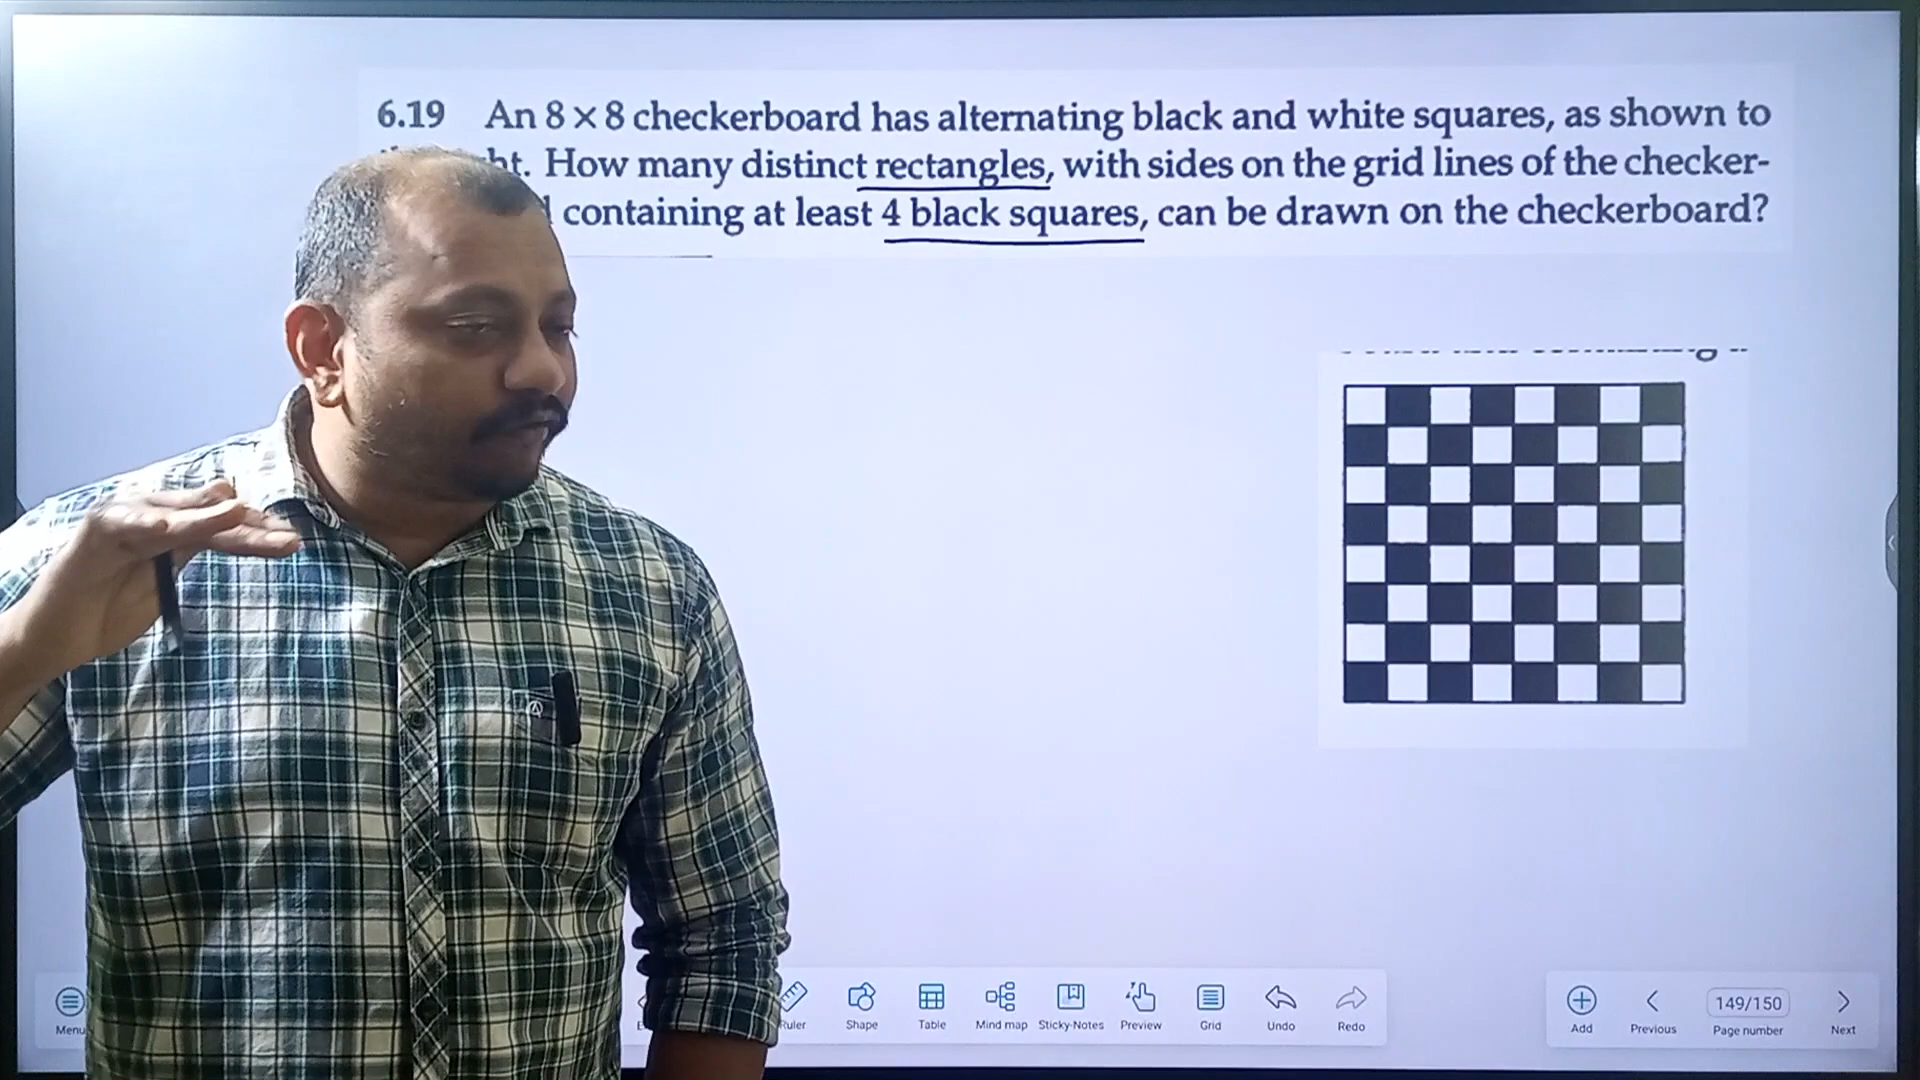 6.19 An 8 × 8 checkerboard has alternating black and white squares, as shown to
ht. How many distinct rectangles, with sides on the grid lines of the checker-
containing at least 4 black squares, can be drawn on the checkerboard?
Menu
Ruler
Shape
Table
Mind map
Sticky-Notes
Preview
Grid
Undo
Redo
Add
Previous
149/150
Page number
Next